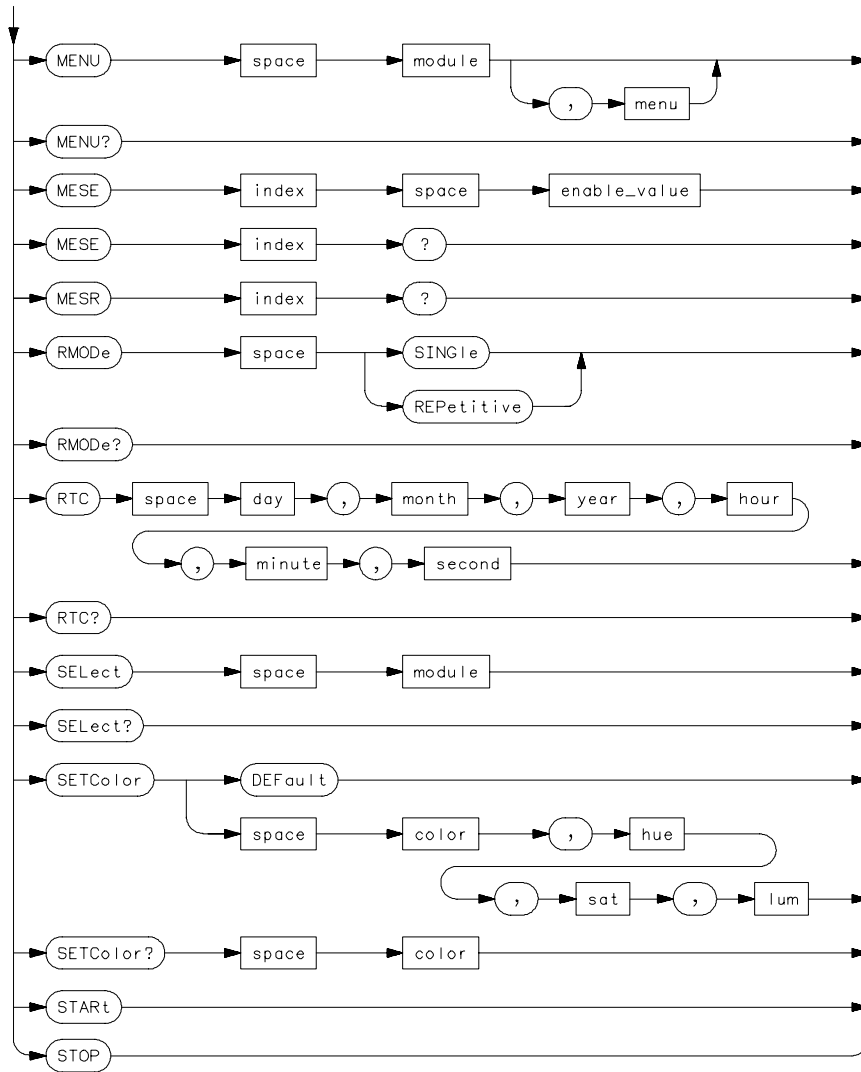 MENU space module
, menu
MENU?
MESE index space enable_value
MESE index ?
MESR index ?
RMODe space SINGle
REPetitive
RMODe?
RTC space day , month , year , hour
, minute , second
RTC?
SELect space module
SELect?
SETColor DEFault
space color , hue
, sat , lum
SETColor? space color
STARt
STOP